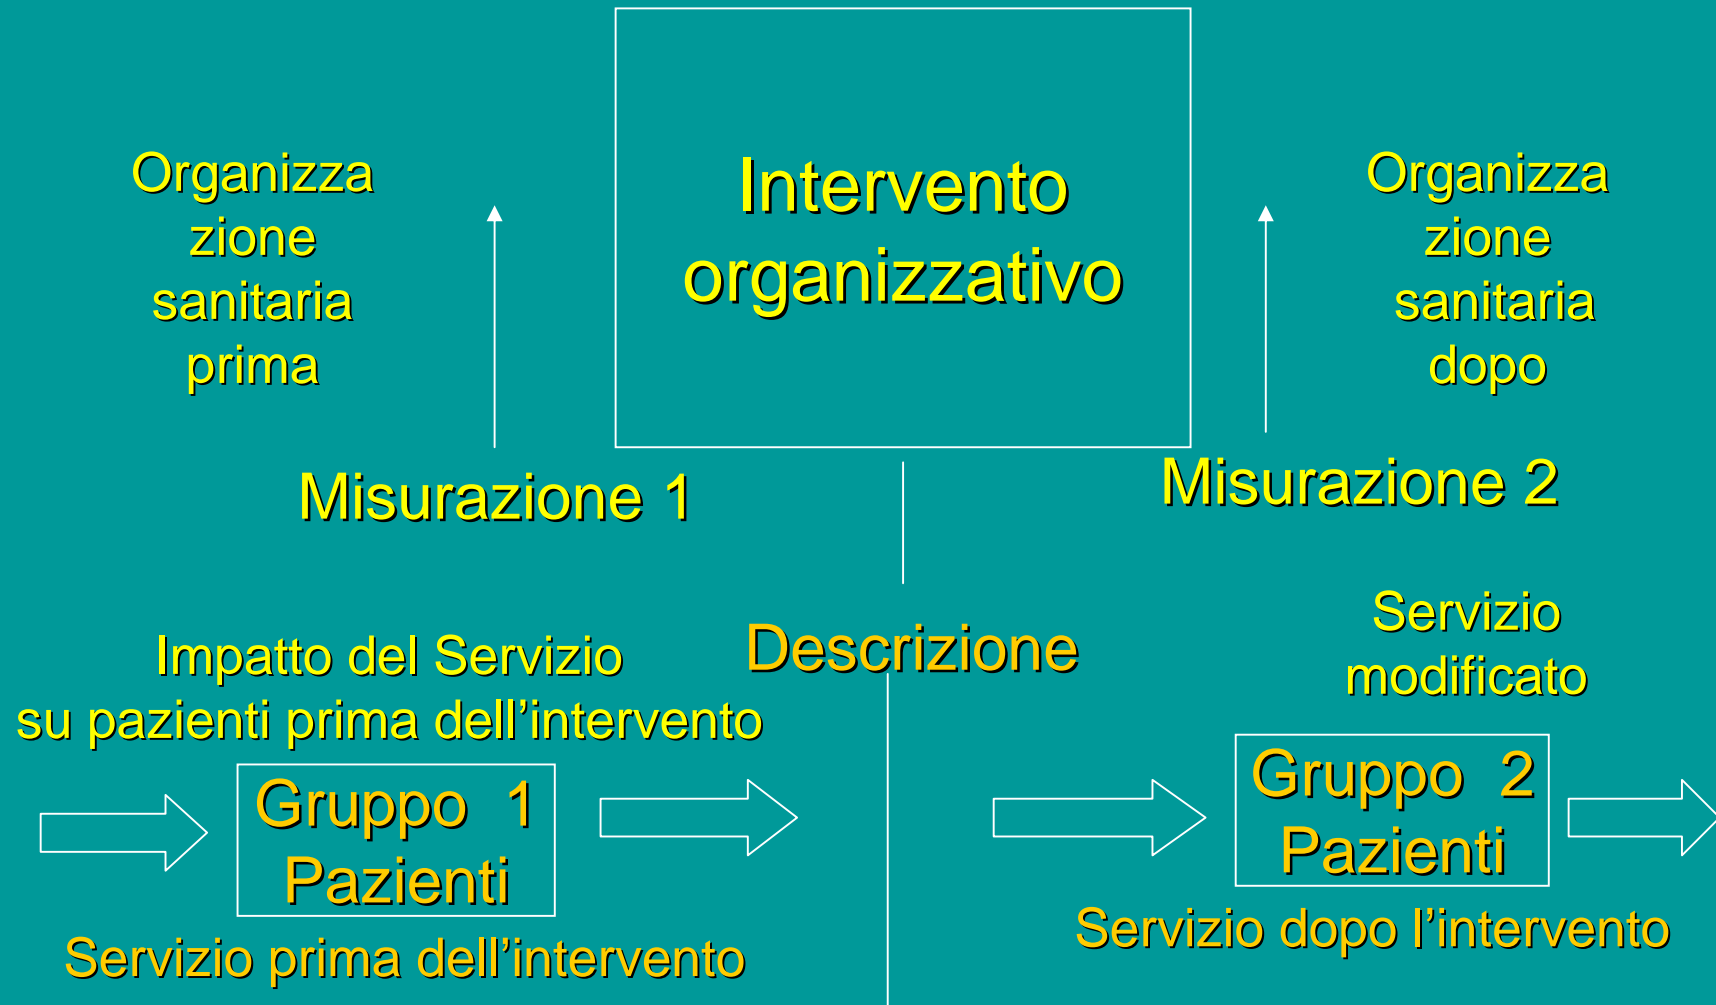 Organizza
zione
sanitaria
prima
Intervento
organizzativo
Organizza
zione
sanitaria
dopo
Misurazione 1
Misurazione 2
Impatto del Servizio
su pazienti prima dell’intervento
Descrizione
Servizio
modificato
Gruppo 1
Pazienti
Gruppo 2
Pazienti
Servizio prima dell’intervento
Servizio dopo l’intervento